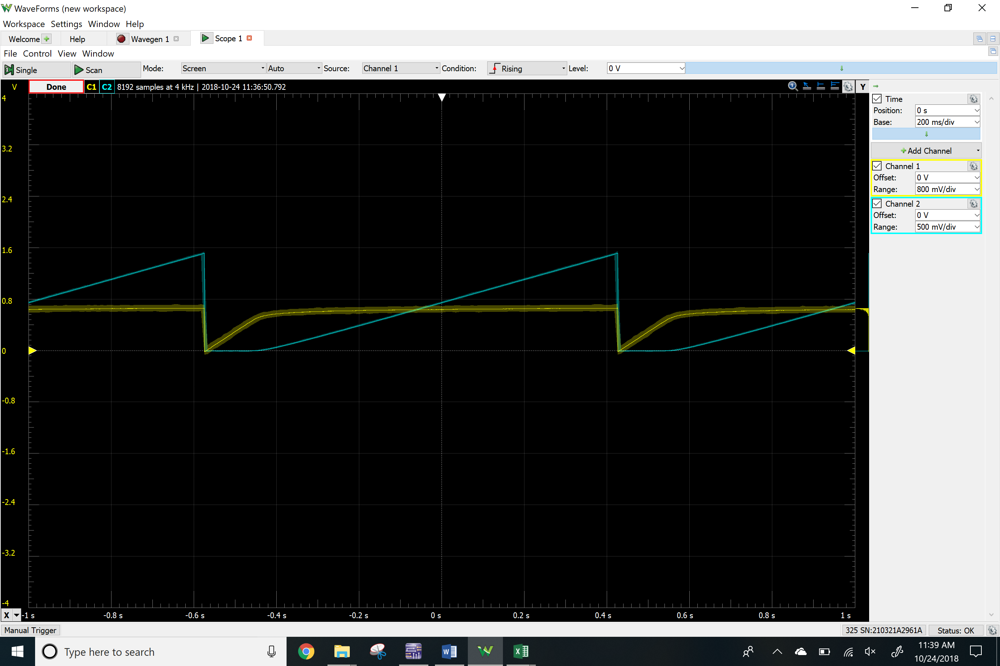 WaveForms (new workspace)
Workspace Settings Window Help
Welcome Help Wavegen 1 Scope 1
File Control View Window
Single Scan Mode: Screen Auto Source: Channel 1 Condition: Rising Level: 0 V
V Done C1 C2 8192 samples at 4 kHz | 2018-10-24 11:36:50.792 Y
Time
Position: 0 s
Base: 200 ms/div
Add Channel
Channel 1
Offset: 0 V
Range: 800 mV/div
Channel 2
Offset: 0 V
Range: 500 mV/div
4
3.2
2.4
1.6
0.8
0
-0.8
-1.6
-2.4
-3.2
-4
X -1 s -0.8 s -0.6 s -0.4 s -0.2 s 0 s 0.2 s 0.4 s 0.6 s 0.8 s 1 s
Manual Trigger 325 SN:210321A2961A Status: OK
Type here to search
11:39 AM
10/24/2018